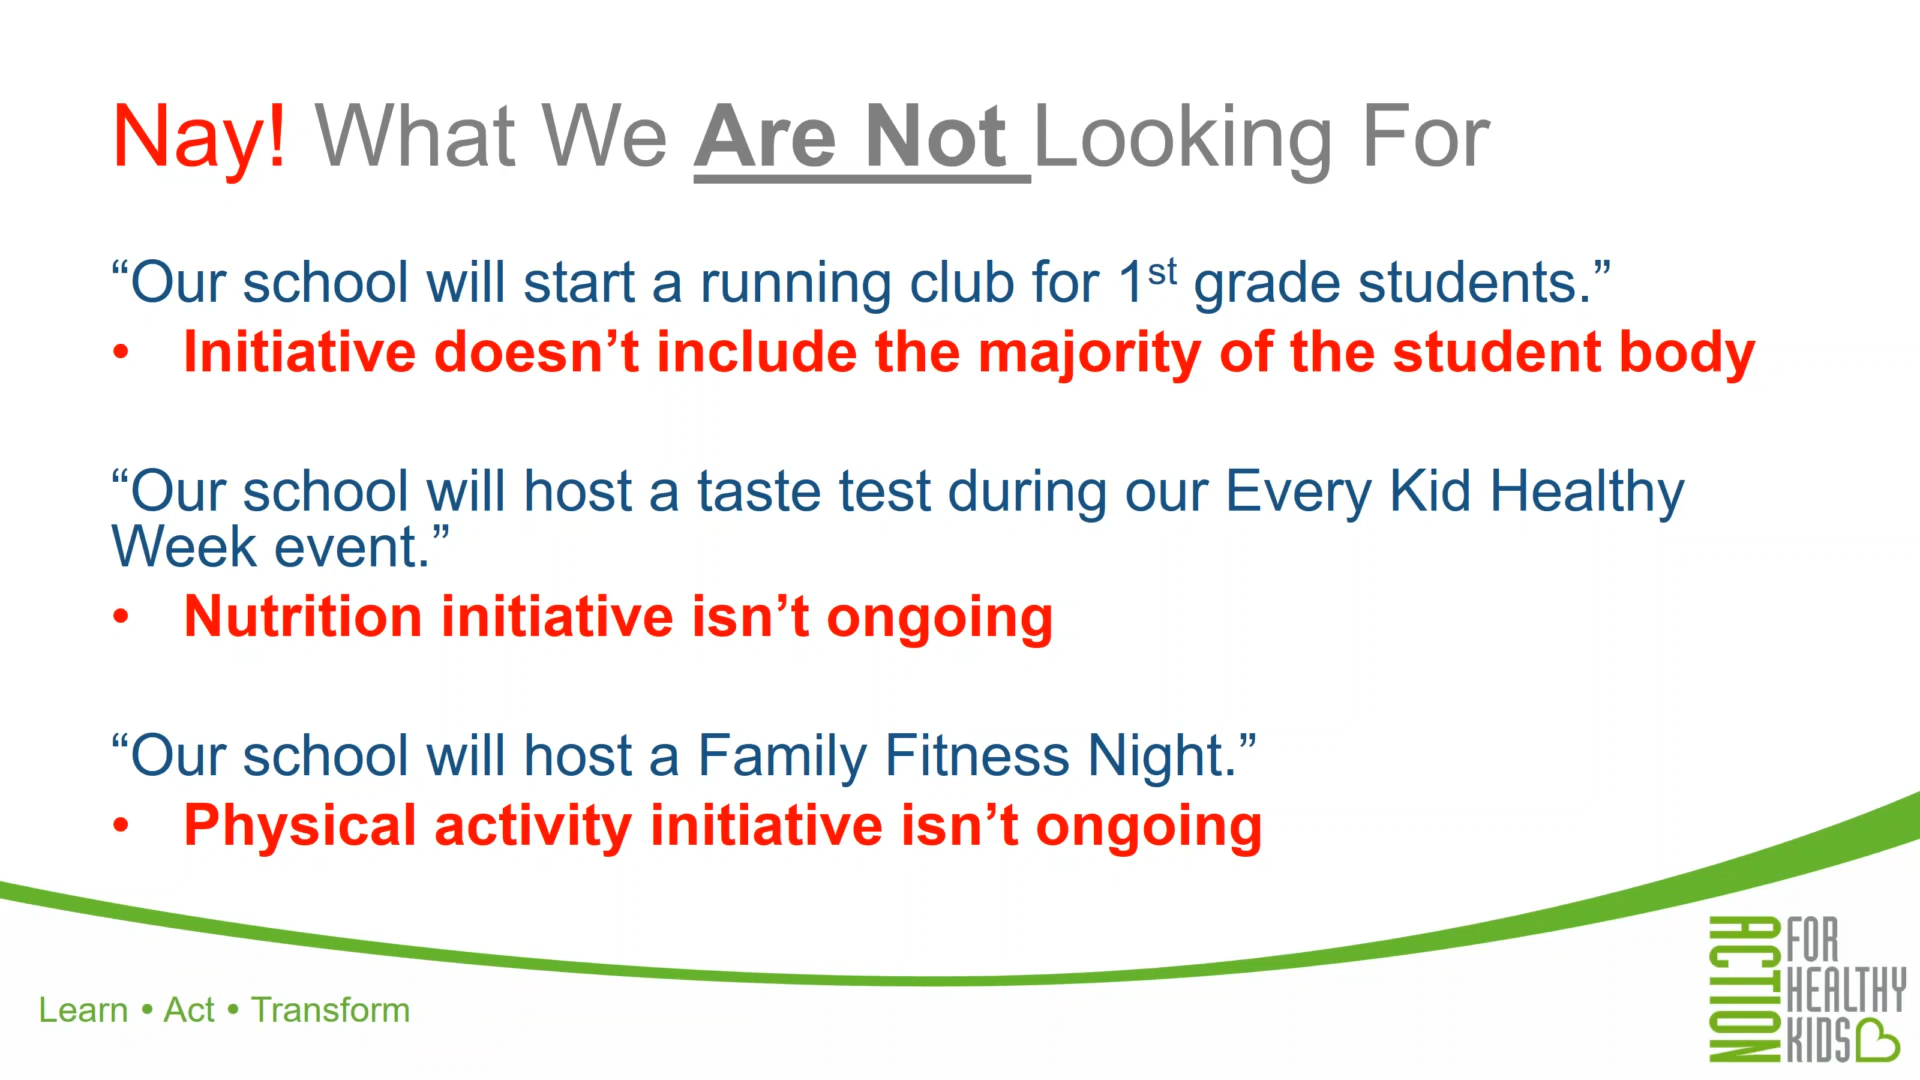 Nay! What We Are Not Looking For
“Our school will start a running club for 1st grade students.”
• Initiative doesn’t include the majority of the student body
“Our school will host a taste test during our Every Kid Healthy
Week event.”
• Nutrition initiative isn’t ongoing
“Our school will host a Family Fitness Night.”
• Physical activity initiative isn’t ongoing
Learn • Act • Transform
ACTION
FOR
HEALTHY
KIDS